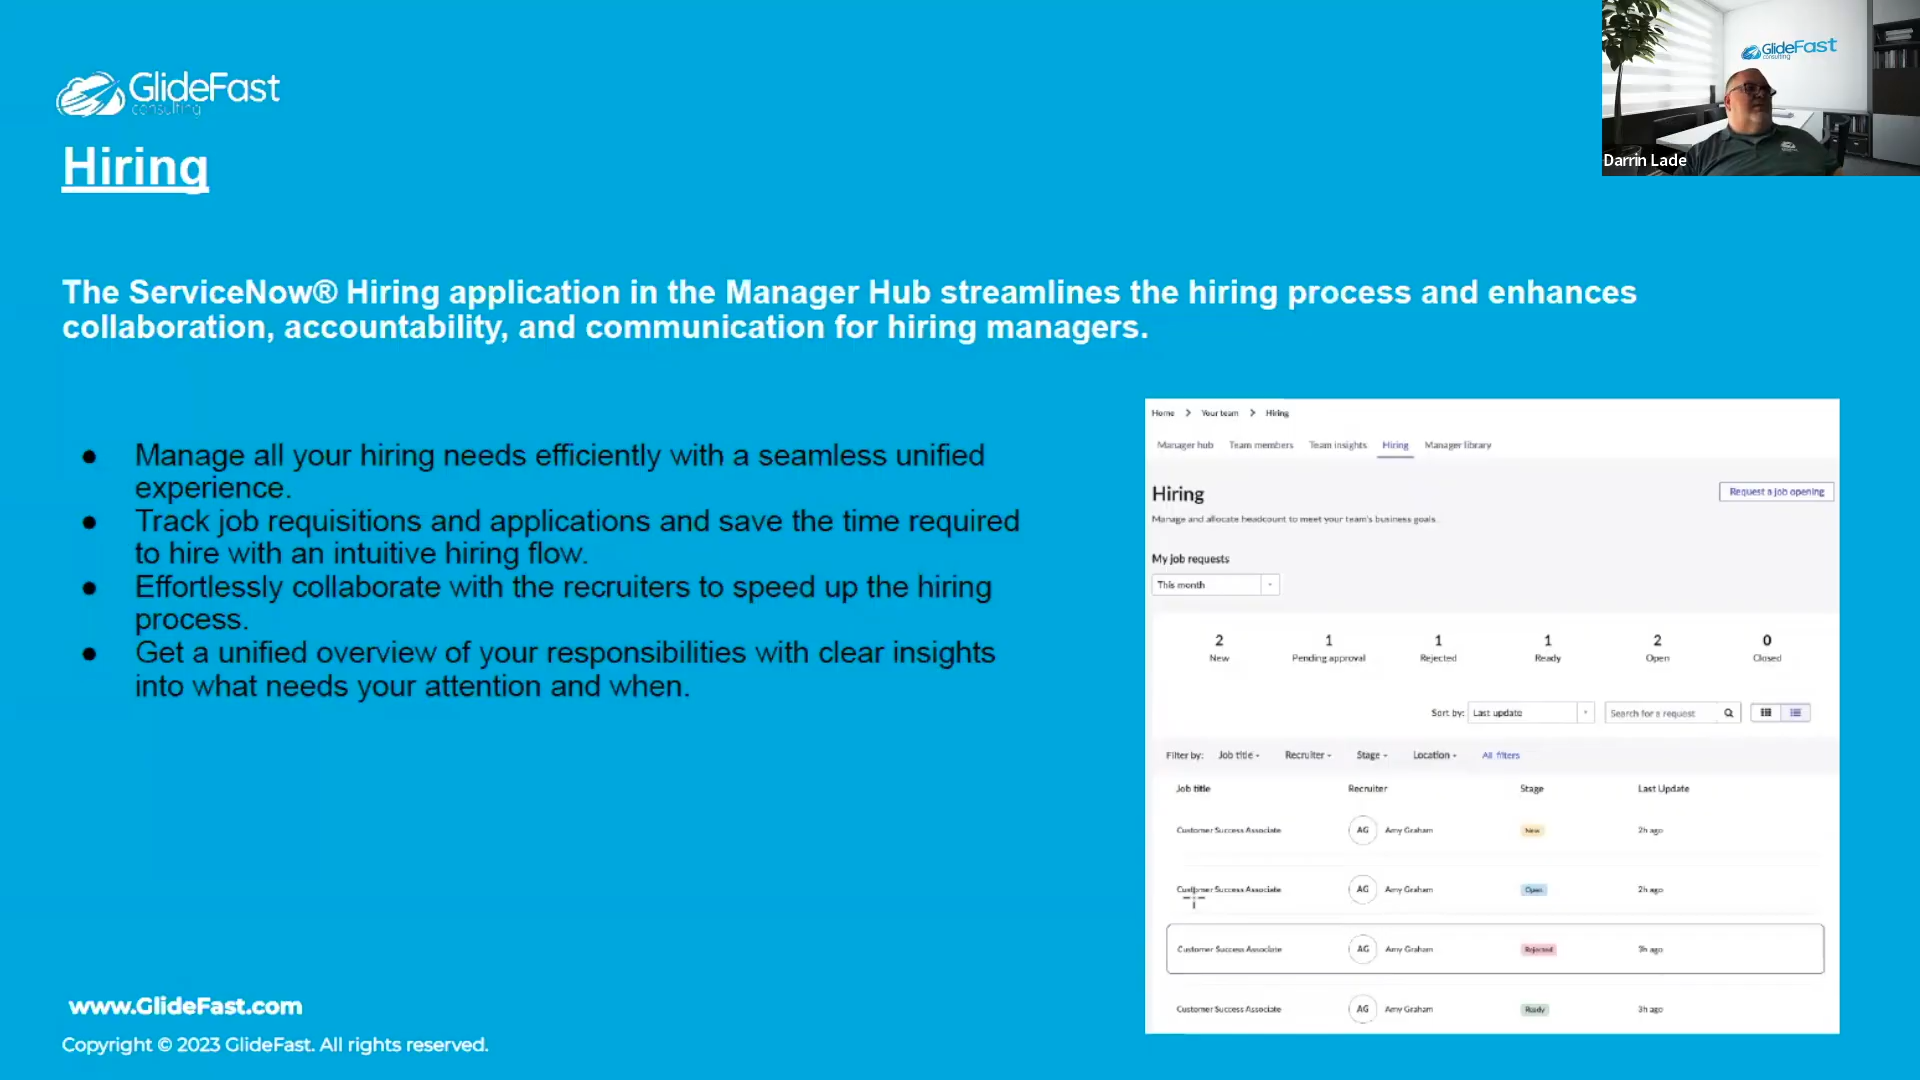 GlideFast
consulting
Hiring
The ServiceNow® Hiring application in the Manager Hub streamlines the hiring process and enhances
collaboration, accountability, and communication for hiring managers.
● Manage all your hiring needs efficiently with a seamless unified
experience.
● Track job requisitions and applications and save the time required
to hire with an intuitive hiring flow.
● Effortlessly collaborate with the recruiters to speed up the hiring
process.
● Get a unified overview of your responsibilities with clear insights
into what needs your attention and when.
www.GlideFast.com
Copyright © 2023 GlideFast. All rights reserved.
GlideFast
consulting
Darrin Lade
Home > Your team > Hiring
Manager hub Team members Team insights Hiring Manager library
Hiring
Request a job opening
Manage and allocate headcount to meet your team's business goals.
My job requests
This month
2 1 1 1 2 0
New Pending approval Rejected Ready Open Closed
Sort by: Last update Search for a request
Filter by: Job title Recruiter Stage Location All filters
Job title Recruiter Stage Last Update
Customer Success Associate AG Amy Graham New 2h ago
Customer Success Associate AG Amy Graham Open 2h ago
Customer Success Associate AG Amy Graham Rejected 3h ago
Customer Success Associate AG Amy Graham Ready 3h ago